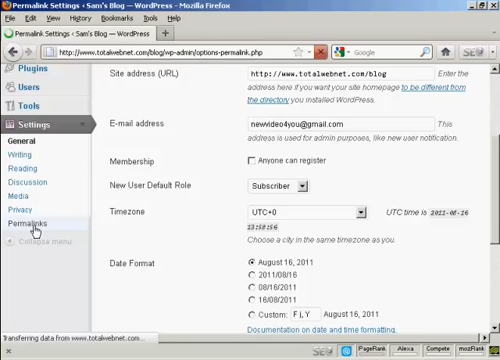 Permalink Settings ‹ Sam's Blog — WordPress - Mozilla Firefox
File Edit View History Bookmarks Tools Help
Permalink Settings ‹ Sam's Blog — WordPress
http://www.totalwebnet.com/blog/wp-admin/options-permalink.php
Google
Plugins
Users
Tools
Settings
General
Writing
Reading
Discussion
Media
Privacy
Permalinks
Collapse menu
Site address (URL)
http://www.totalwebnet.com/blog
Enter the
address here if you want your site homepage to be different from
the directory you installed WordPress.
E-mail address
newvideo4you@gmail.com
This
address is used for admin purposes, like new user notification.
Membership
Anyone can register
New User Default Role
Subscriber
Timezone
UTC+0
UTC time is 2011-08-16
13:58:56
Choose a city in the same timezone as you.
Date Format
August 16, 2011
2011/08/16
08/16/2011
16/08/2011
Custom: F j, Y August 16, 2011
Documentation on date and time formatting.
Transferring data from www.totalwebnet.com...
PageRank
Alexa
Compete
mozRank